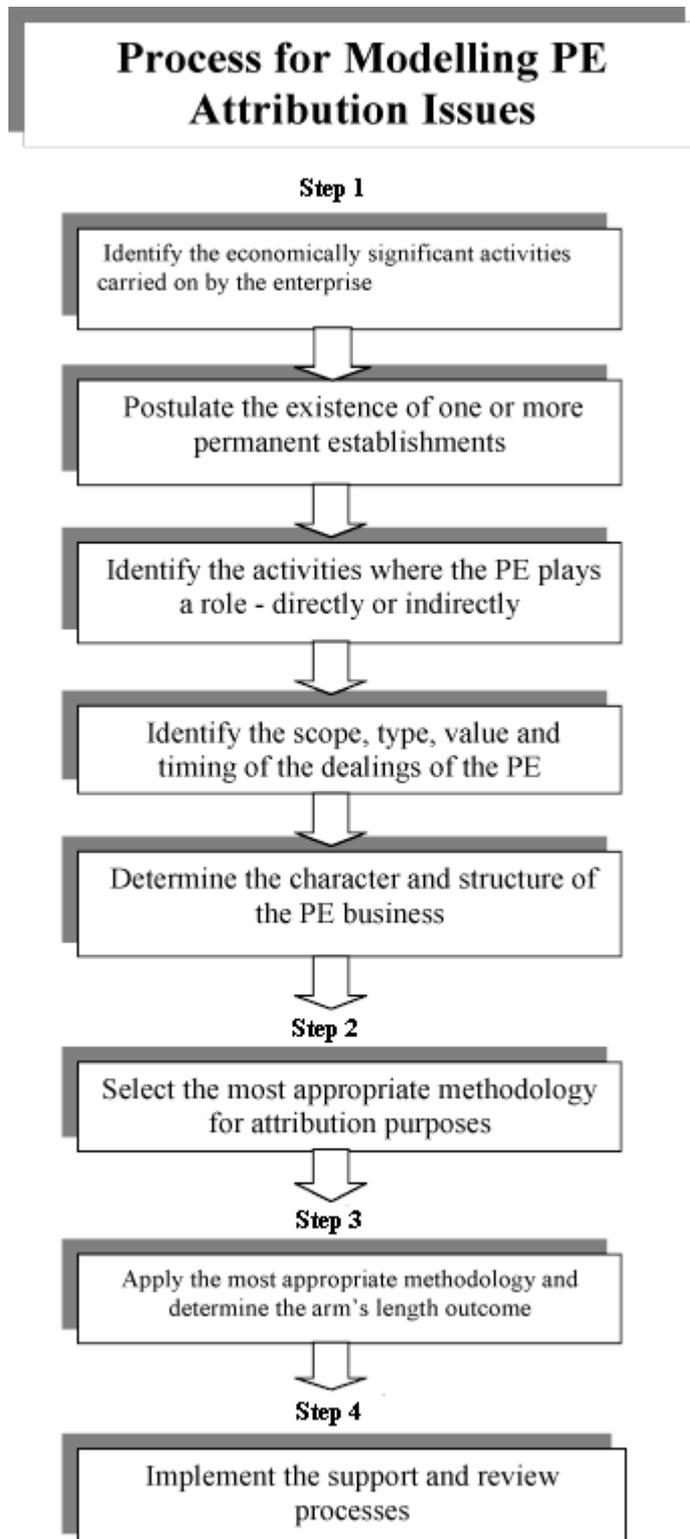 Process for Modelling PE
Attribution Issues
Step 1
Identify the economically significant activities
carried on by the enterprise
Postulate the existence of one or more
permanent establishments
Identify the activities where the PE plays
a role - directly or indirectly
Identify the scope, type, value and
timing of the dealings of the PE
Determine the character and structure of
the PE business
Step 2
Select the most appropriate methodology
for attribution purposes
Step 3
Apply the most appropriate methodology and
determine the arm's length outcome
Step 4
Implement the support and review
processes